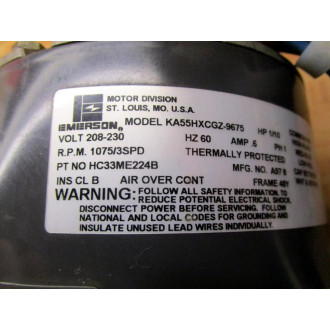 MOTOR DIVISION
ST. LOUIS, MO. U.S.A.
EMERSON MODEL KA55HXCGZ-9675 HP 1/10
VOLT 208-230 HZ 60 AMP .6 PH 1
R.P.M. 1075/3SPD THERMALLY PROTECTED
PT NO HC33ME224B MFG. NO. A97
INS CL B AIR OVER CONT FRAME 48Y
WARNING: FOLLOW ALL SAFETY INFORMATION. TO
REDUCE POTENTIAL ELECTRICAL SHOCK,
DISCONNECT POWER BEFORE SERVICING. FOLLOW
NATIONAL AND LOCAL CODES FOR GROUNDING AND
INSULATE UNUSED LEAD WIRES INDIVIDUALLY.